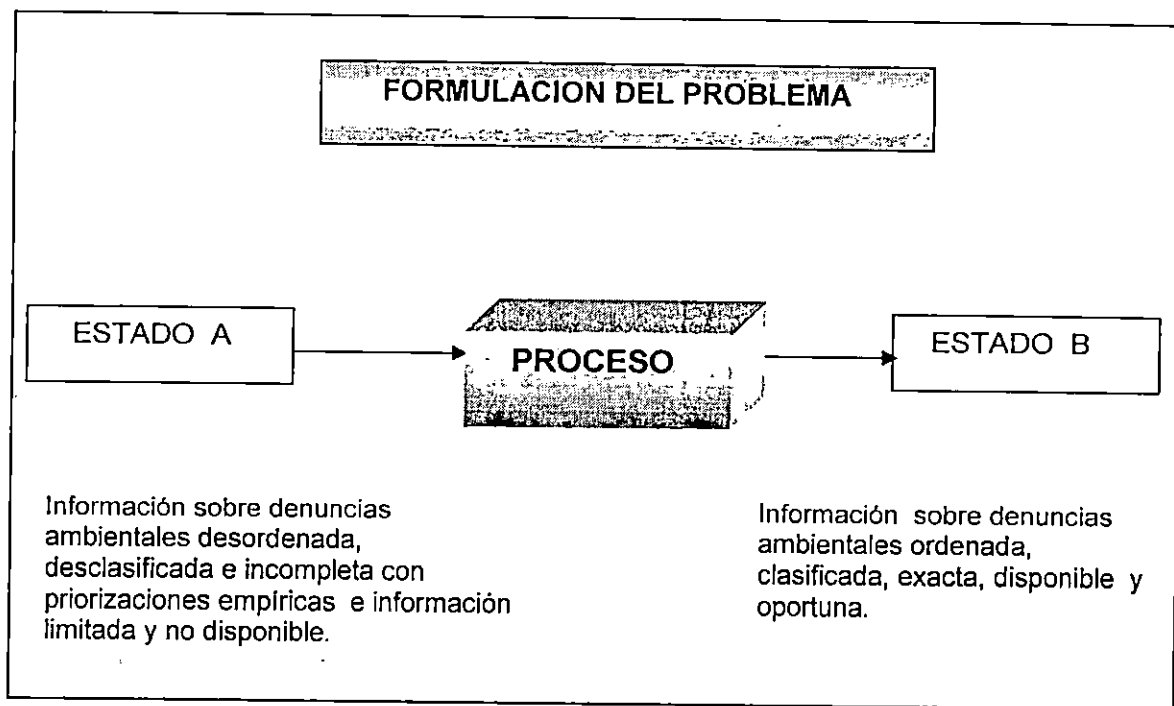 FORMULACION DEL PROBLEMA
ESTADO A
PROCESO
ESTADO B
Información sobre denuncias
ambientales desordenada,
desclasificada e incompleta con
priorizaciones empíricas e información
limitada y no disponible.
Información sobre denuncias
ambientales ordenada,
clasificada, exacta, disponible y
oportuna.